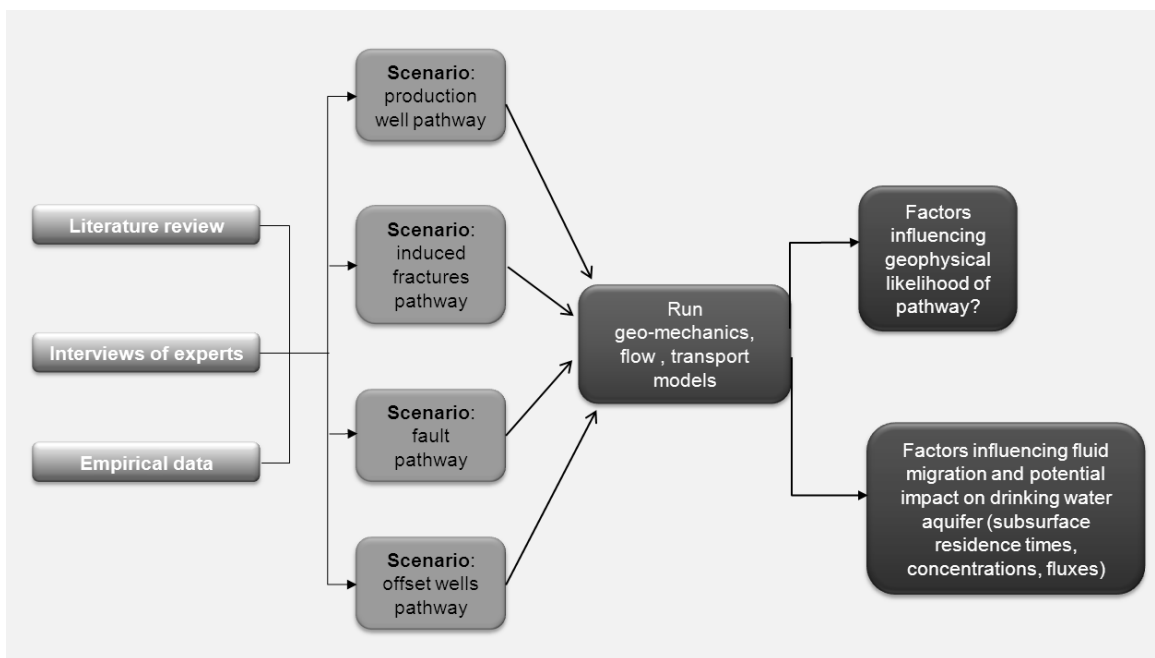 Literature review
Interviews of experts
Empirical data
Scenario:
production
well pathway
Scenario:
induced
fractures
pathway
Scenario:
fault
pathway
Scenario:
offset wells
pathway
Run
geo-mechanics,
flow , transport
models
Factors
influencing
geophysical
likelihood of
pathway?
Factors influencing fluid
migration and potential
impact on drinking water
aquifer (subsurface
residence times,
concentrations, fluxes)